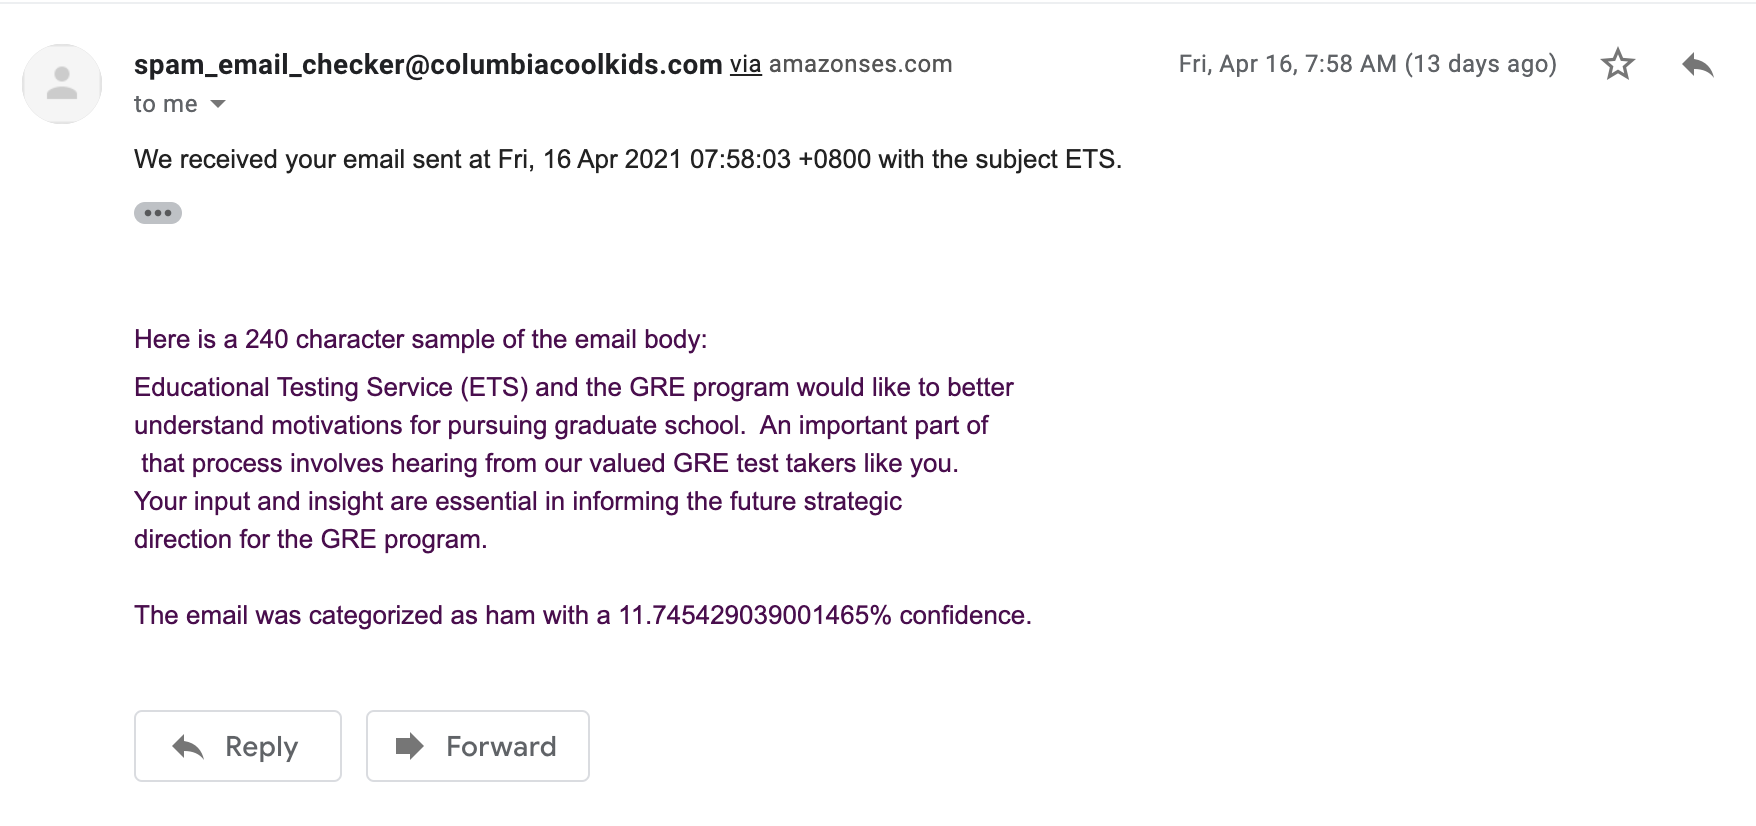 spam_email_checker@columbiacoolkids.com via amazonses.com
Fri, Apr 16, 7:58 AM (13 days ago)
to me
We received your email sent at Fri, 16 Apr 2021 07:58:03 +0800 with the subject ETS.
Here is a 240 character sample of the email body:
Educational Testing Service (ETS) and the GRE program would like to better
understand motivations for pursuing graduate school.  An important part of
that process involves hearing from our valued GRE test takers like you.
Your input and insight are essential in informing the future strategic
direction for the GRE program.
The email was categorized as ham with a 11.745429039001465% confidence.
Reply
Forward